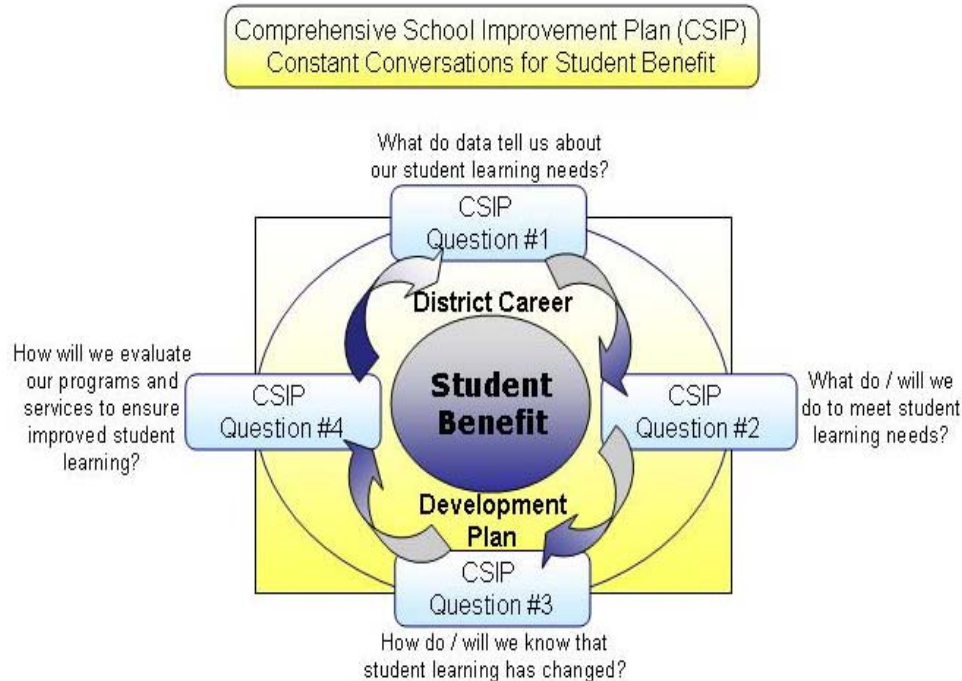 Comprehensive School Improvement Plan (CSIP)
Constant Conversations for Student Benefit
What do data tell us about
our student learning needs?
CSIP
Question #1
District Career
How will we evaluate
our programs and
services to ensure
improved student
learning?
CSIP
Question #4
Student
Benefit
CSIP
Question #2
What do / will we
do to meet student
learning needs?
Development
Plan
CSIP
Question #3
How do / will we know that
student learning has changed?